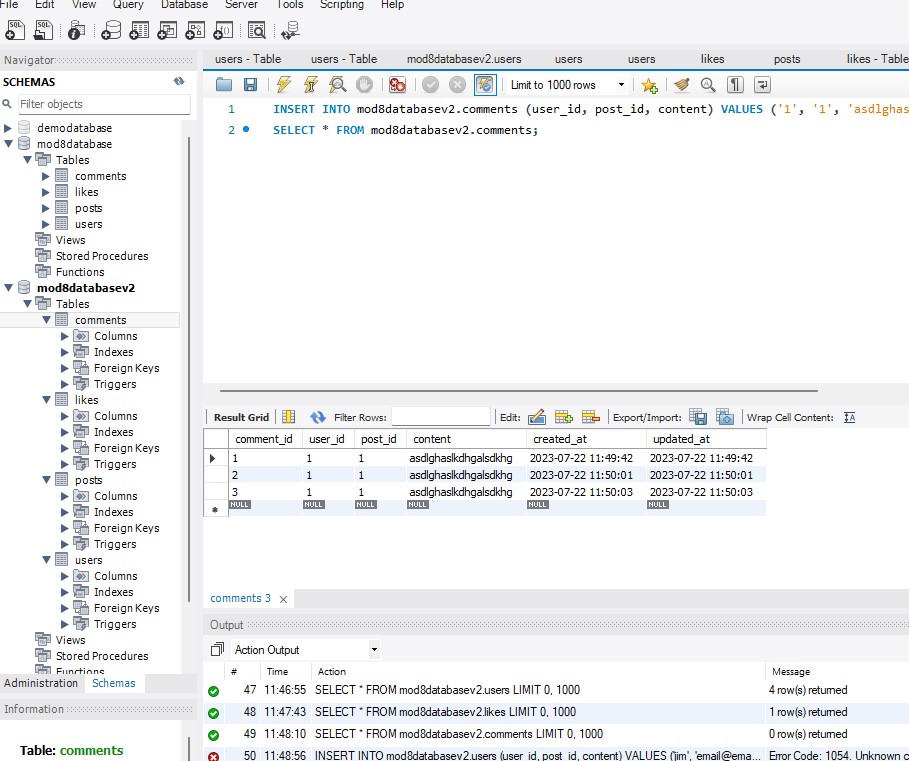 File Edit View Query Database Server Tools Scripting Help
Navigator
SCHEMAS
Filter objects
demodatabase
mod8database
Tables
comments
likes
posts
users
Views
Stored Procedures
Functions
mod8databasev2
Tables
comments
Columns
Indexes
Foreign Keys
Triggers
likes
Columns
Indexes
Foreign Keys
Triggers
posts
Columns
Indexes
Foreign Keys
Triggers
users
Columns
Indexes
Foreign Keys
Triggers
Views
Stored Procedures
Functions
Administration Schemas
Information
Table: comments
users - Table users - Table mod8databasev2.users users users likes posts likes - Table
Limit to 1000 rows
1 INSERT INTO mod8databasev2.comments (user_id, post_id, content) VALUES ('1', '1', 'asdlghas
2 SELECT * FROM mod8databasev2.comments;
Result Grid Filter Rows: Edit: Export/Import: Wrap Cell Content:
comment_id user_id post_id content created_at updated_at
1 1 1 asdlghaslkdhgalsdkhg 2023-07-22 11:49:42 2023-07-22 11:49:42
2 1 1 asdlghaslkdhgalsdkhg 2023-07-22 11:50:01 2023-07-22 11:50:01
3 1 1 asdlghaslkdhgalsdkhg 2023-07-22 11:50:03 2023-07-22 11:50:03
NULL NULL NULL NULL NULL NULL
comments 3
Output
Action Output
# Time Action Message
47 11:46:55 SELECT * FROM mod8databasev2.users LIMIT 0, 1000 4 row(s) returned
48 11:47:43 SELECT * FROM mod8databasev2.likes LIMIT 0, 1000 1 row(s) returned
49 11:48:10 SELECT * FROM mod8databasev2.comments LIMIT 0, 1000 0 row(s) returned
50 11:48:56 INSERT INTO mod8databasev2.users (user_id, post_id, content) VALUES ('jim', 'email@ema... Error Code: 1054. Unknown c